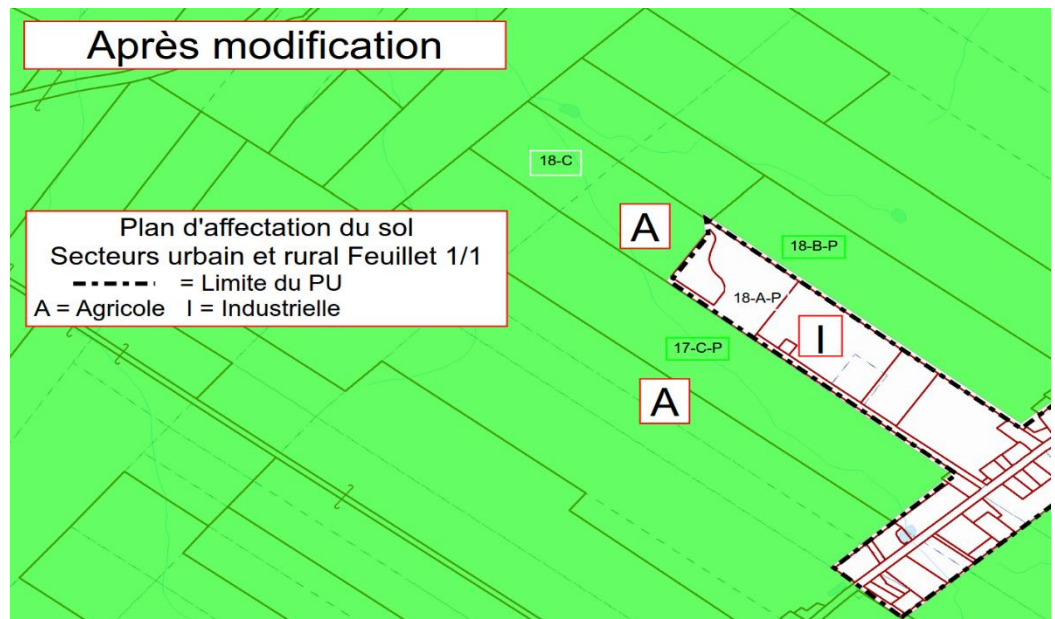 Après modification
18-C
Plan d'affectation du sol
Secteurs urbain et rural Feuillet 1/1
= Limite du PU
A = Agricole I = Industrielle
A
18-B-P
18-A-P
I
17-C-P
A